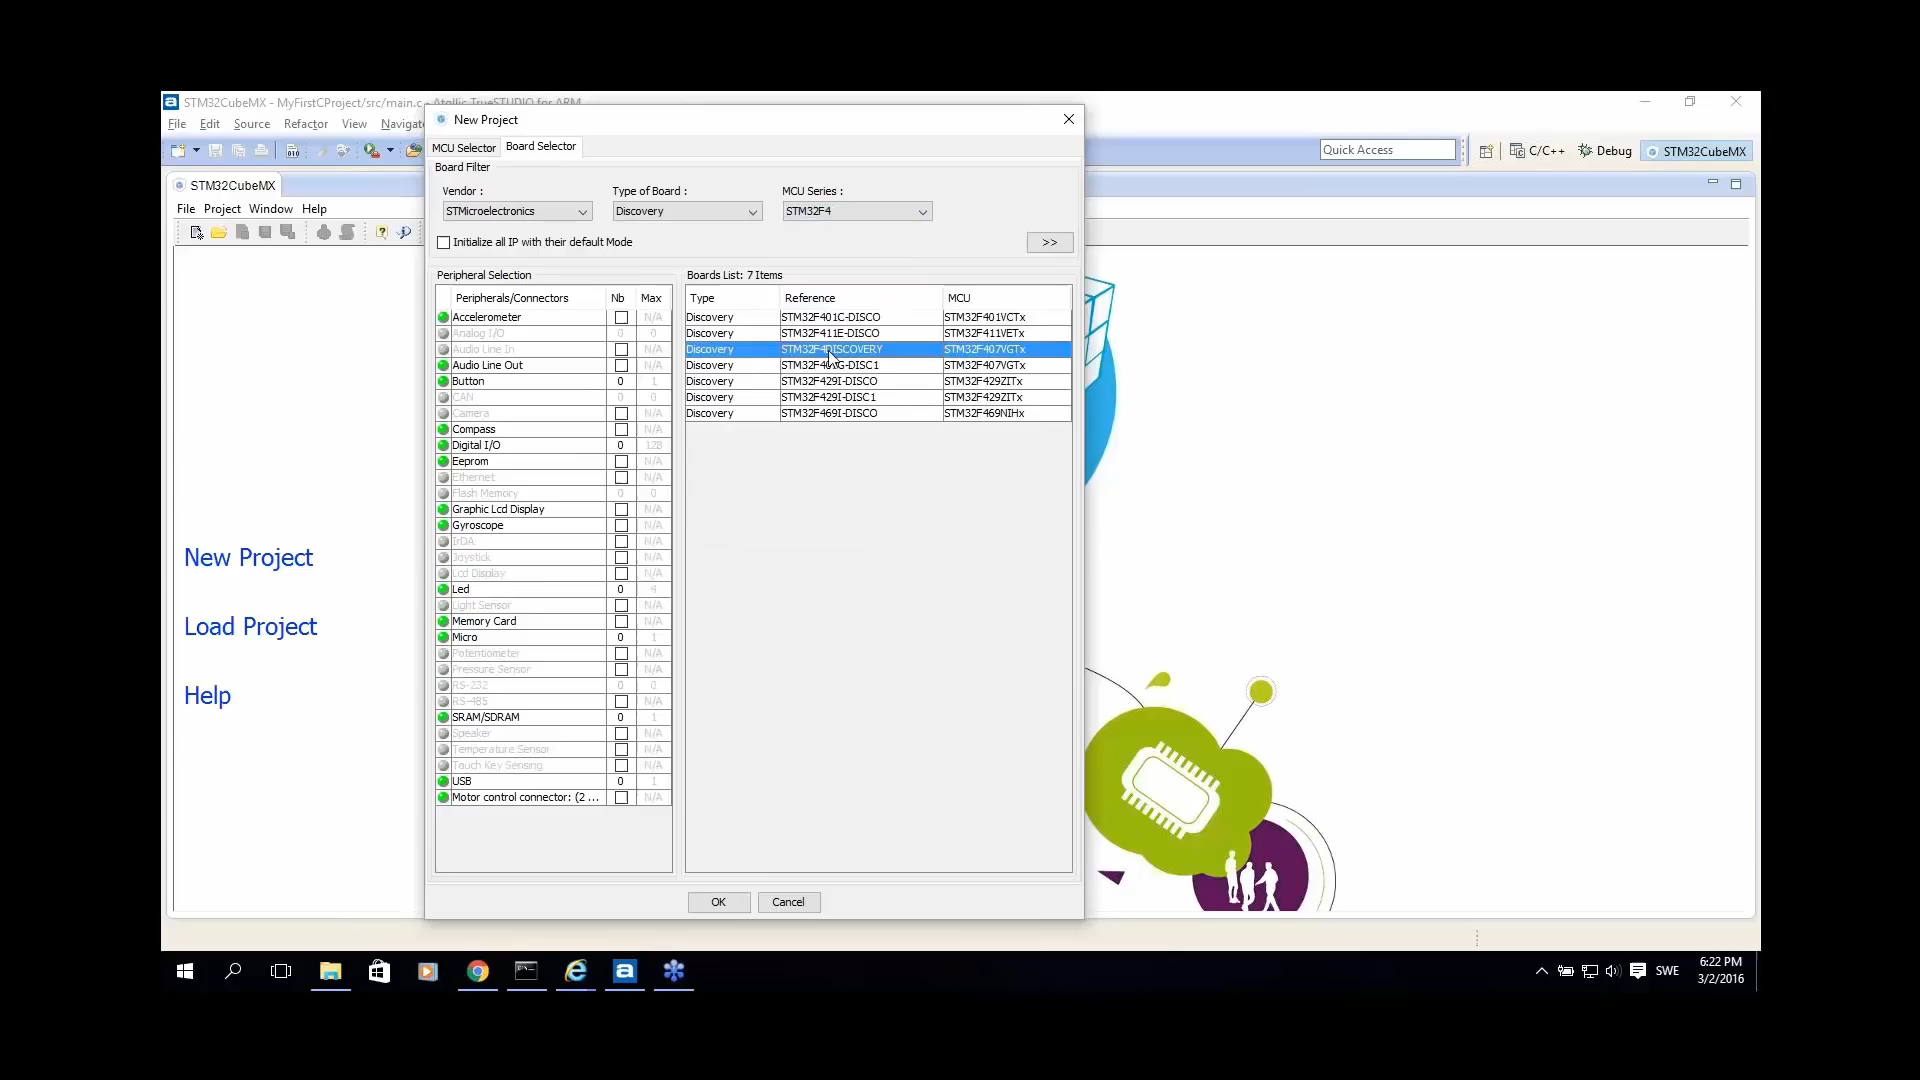 STM32CubeMX - MyFirstCProject/src/main.c - Atollic TrueSTUDIO for ARM
File Edit Source Refactor View Navigate
New Project
MCU Selector Board Selector
Board Filter
Vendor : Type of Board : MCU Series :
STMicroelectronics Discovery STM32F4
Initialize all IP with their default Mode >>
Quick Access C/C++ Debug STM32CubeMX
STM32CubeMX
File Project Window Help
Peripheral Selection
Peripherals/Connectors Nb Max
Accelerometer N/A
Analog I/O 0 0
Audio Line In N/A
Audio Line Out N/A
Button 0 1
CAN 0 0
Camera N/A
Compass N/A
Digital I/O 0 128
Eeprom N/A
Ethernet N/A
Flash Memory 0 0
Graphic Lcd Display N/A
Gyroscope N/A
IrDA N/A
Joystick N/A
Lcd Display N/A
Led 0 4
Light Sensor N/A
Memory Card N/A
Micro 0 1
Potentiometer N/A
Pressure Sensor N/A
RS-232 0 0
RS-485 N/A
SRAM/SDRAM 0 1
Speaker N/A
Temperature Sensor N/A
Touch Key Sensing N/A
USB 0 1
Motor control connector: (2 ... N/A
Boards List: 7 Items
Type Reference MCU
Discovery STM32F401C-DISCO STM32F401VCTx
Discovery STM32F411E-DISCO STM32F411VETx
Discovery STM32F4DISCOVERY STM32F407VGTx
Discovery STM32F407G-DISC1 STM32F407VGTx
Discovery STM32F429I-DISCO STM32F429ZITx
Discovery STM32F429I-DISC1 STM32F429ZITx
Discovery STM32F469I-DISCO STM32F469NIHx
New Project
Load Project
Help
OK Cancel
SWE
6:22 PM
3/2/2016